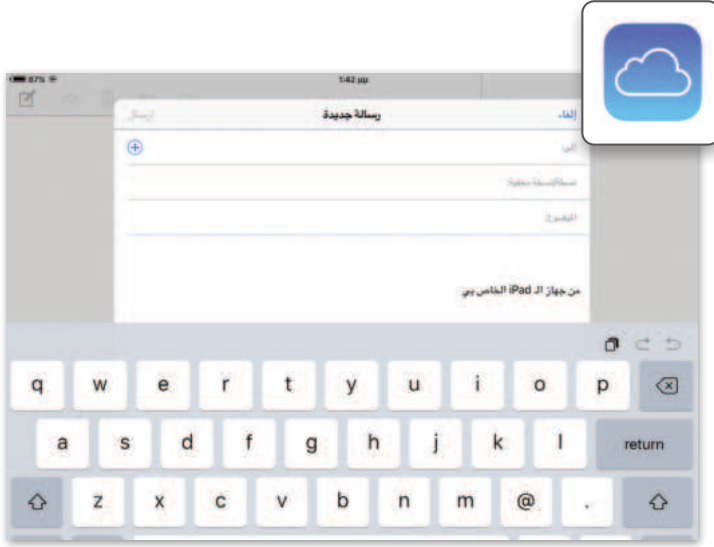 87%
1:42 μμ
إلغاء
رسالة جديدة
إرسال
إلى:
نسخة/نسخة مخفية:
الموضوع:
من جهاز الـ iPad الخاص بي
q w e r t y u i o p
a s d f g h j k l return
z x c v b n m @ .